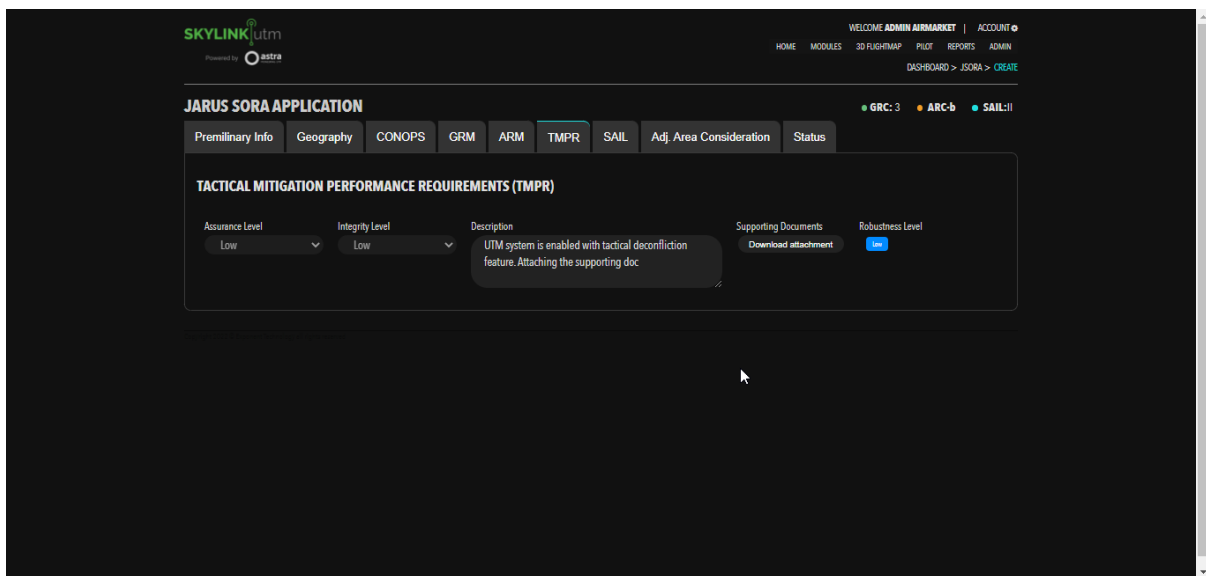 SKYLINK utm
Powered by astra
WELCOME ADMIN AIRMARKET | ACCOUNT
HOME MODULES 3D FLIGHTMAP PILOT REPORTS ADMIN
DASHBOARD > JSORA > CREATE
JARUS SORA APPLICATION
GRC: 3 ARC-b SAIL:II
Premilinary Info Geography CONOPS GRM ARM TMPR SAIL Adj. Area Consideration Status
TACTICAL MITIGATION PERFORMANCE REQUIREMENTS (TMPR)
Assurance Level Integrity Level Description Supporting Documents Robustness Level
Low Low UTM system is enabled with tactical deconfliction Download attachment Low
feature. Attaching the supporting doc